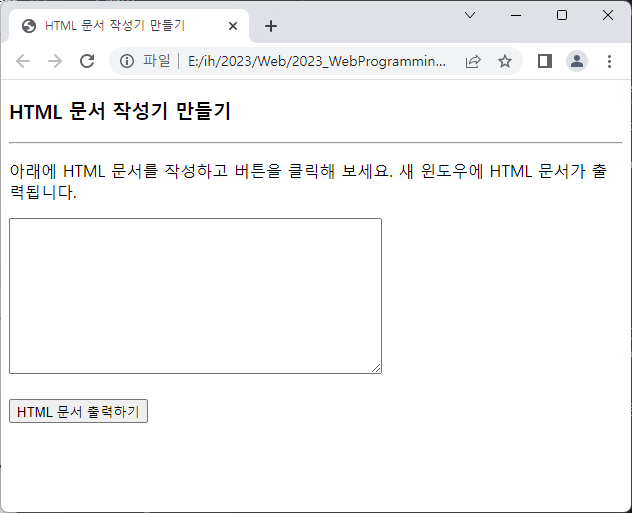 HTML 문서 작성기 만들기
파일 E:/ih/2023/Web/2023_WebProgrammin...
HTML 문서 작성기 만들기
아래에 HTML 문서를 작성하고 버튼을 클릭해 보세요. 새 윈도우에 HTML 문서가 출
력됩니다.
HTML 문서 출력하기